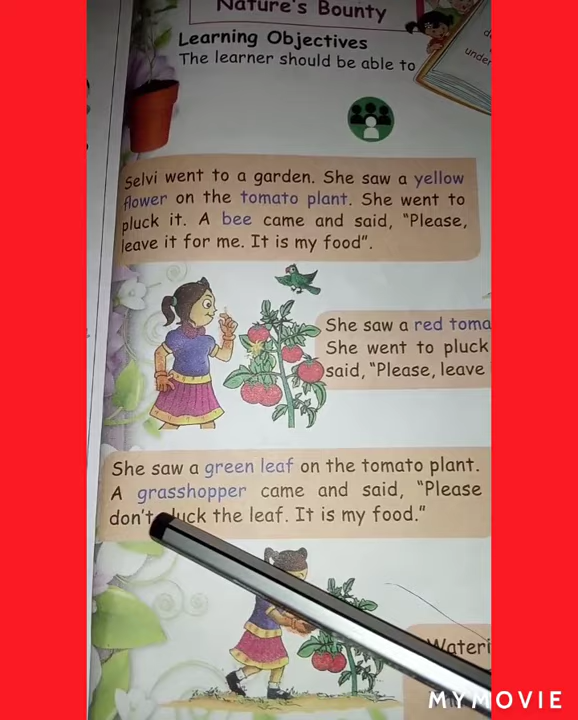 Nature's Bounty
Learning Objectives
The learner should be able to
under
Selvi went to a garden. She saw a yellow
flower on the tomato plant. She went to
pluck it. A bee came and said, “Please,
leave it for me. It is my food”.
She saw a red toma
She went to pluck
said, “Please, leave
She saw a green leaf on the tomato plant.
A grasshopper came and said, “Please
don't luck the leaf. It is my food.”
Wateri
MYMOVIE